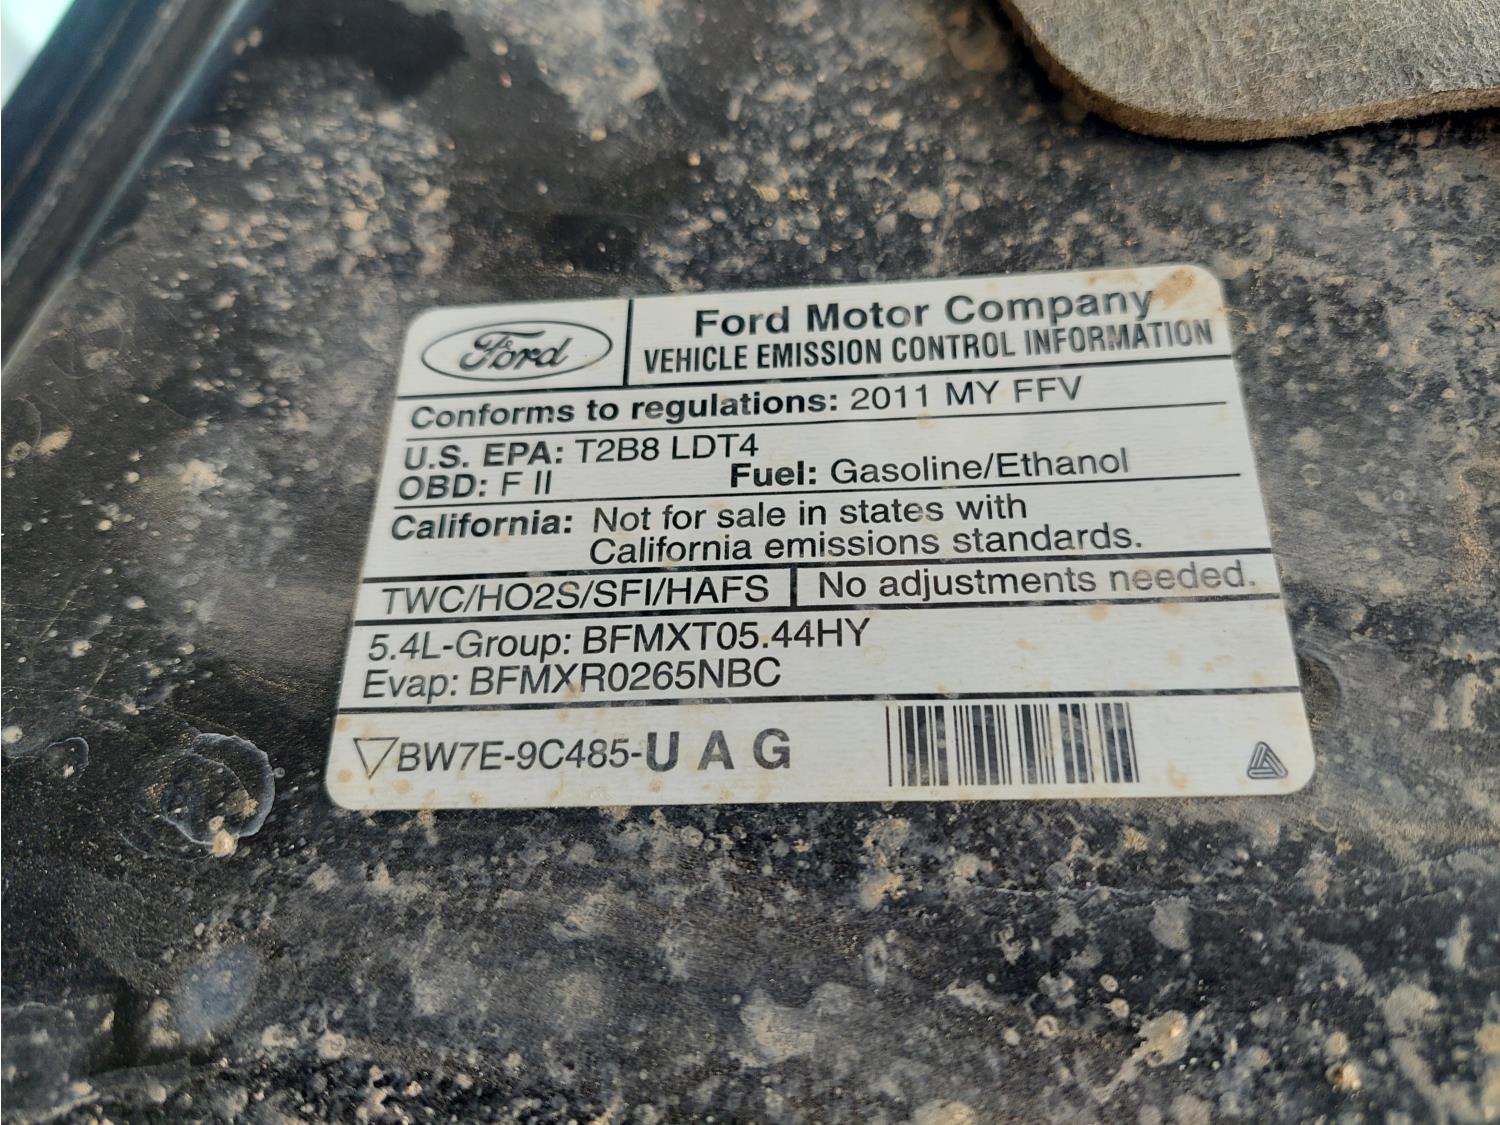 Ford
Ford Motor Company
VEHICLE EMISSION CONTROL INFORMATION
Conforms to regulations: 2011 MY FFV
U.S. EPA: T2B8 LDT4
OBD: F II Fuel: Gasoline/Ethanol
California: Not for sale in states with
California emissions standards.
TWC/HO2S/SFI/HAFS No adjustments needed.
5.4L-Group: BFMXT05.44HY
Evap: BFMXR0265NBC
BW7E-9C485-U A G